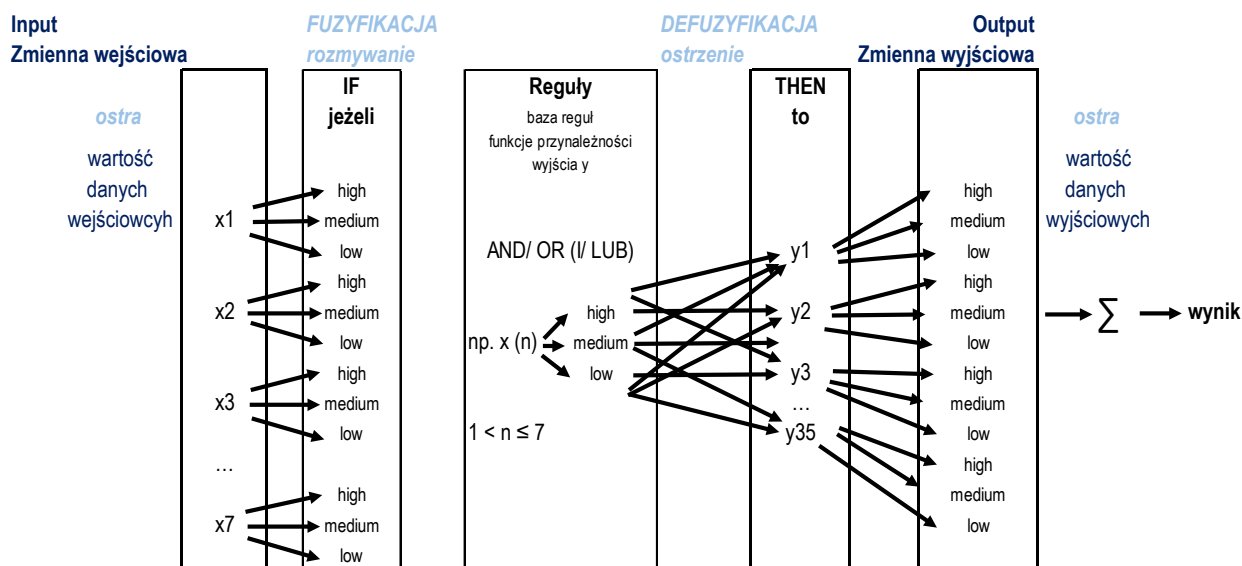 Input
Zmienna wejściowa
FUZYFIKACJA
rozmywanie
DEFUZYFIKACJA
ostrzenie
Output
Zmienna wyjściowa
ostra
wartość
danych
wejściowcyh
x1
x2
x3
…
x7
IF
jeżeli
high
medium
low
high
medium
low
high
medium
low
high
medium
low
Reguły
baza reguł
funkcje przynależności
wyjścia y
AND/ OR (I/ LUB)
np. x (n)
high
medium
low
1 < n ≤ 7
THEN
to
y1
y2
y3
…
y35
high
medium
low
high
medium
low
high
medium
low
high
medium
low
ostra
wartość
danych
wyjściowych
∑
wynik